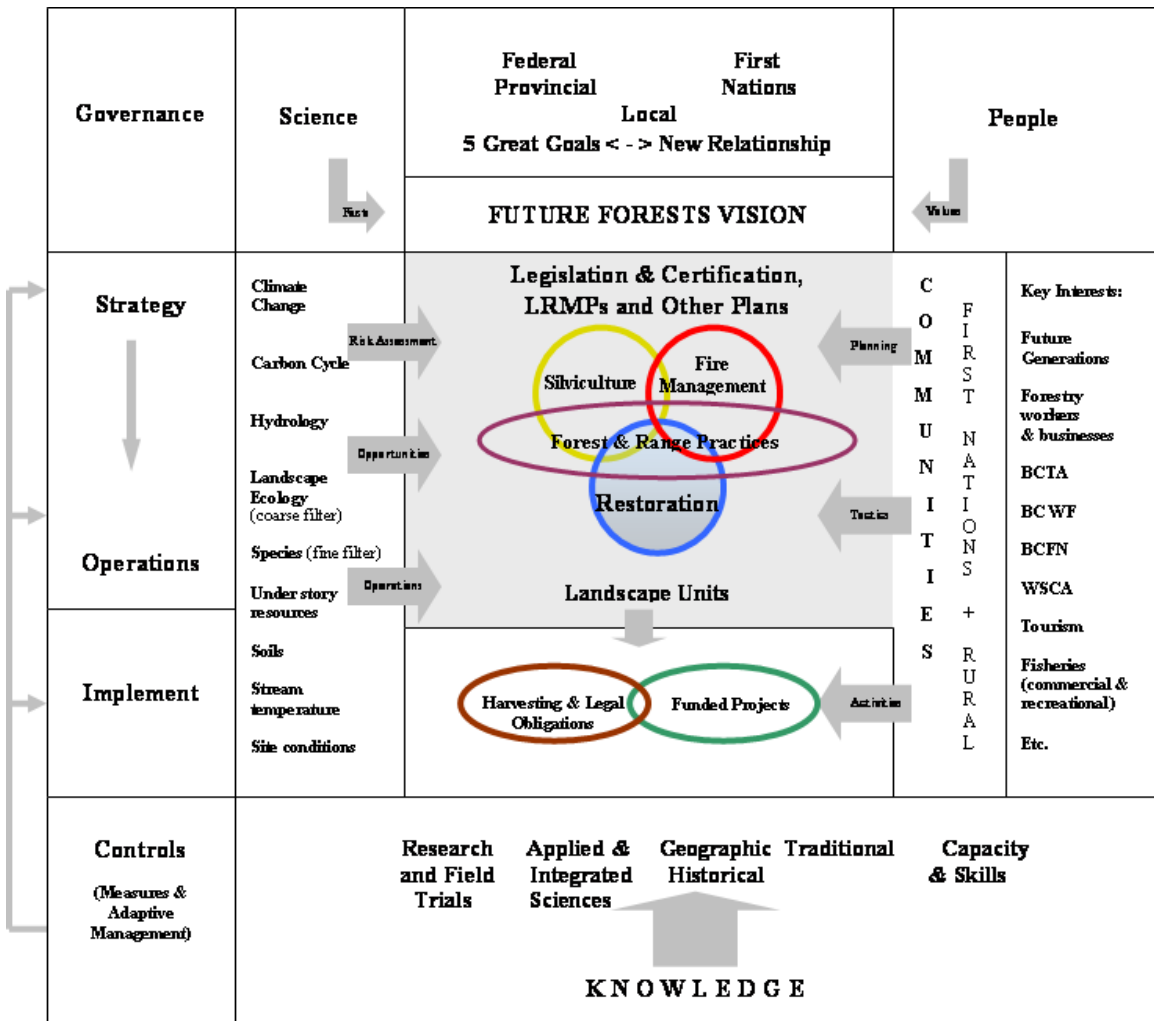 Governance
Science
Federal
Provincial
First
Nations
Local
5 Great Goals < - > New Relationship
People
Facts
FUTURE FORESTS VISION
Values
Strategy
Operations
Climate
Change
Carbon Cycle
Hydrology
Landscape
Ecology
(coarse filter)
Species (fine filter)
Under story
resources
Soils
Stream
temperature
Site conditions
Risk Assessment
Opportunities
Operations
Legislation & Certification,
LRMPs and Other Plans
Silviculture
Fire
Management
Forest & Range Practices
Restoration
Landscape Units
Planning
Tactics
Activities
COMMUNITIES
FIRST NATIONS + RURAL
Key Interests:
Future
Generations
Forestry
workers
& businesses
BCTA
BCWF
BCFN
WSCA
Tourism
Fisheries
(commercial &
recreational)
Etc.
Implement
Harvesting & Legal
Obligations
Funded Projects
Controls
(Measures &
Adaptive
Management)
Research
and Field
Trials
Applied &
Integrated
Sciences
Geographic
Historical
Traditional
Capacity
& Skills
KNOWLEDGE